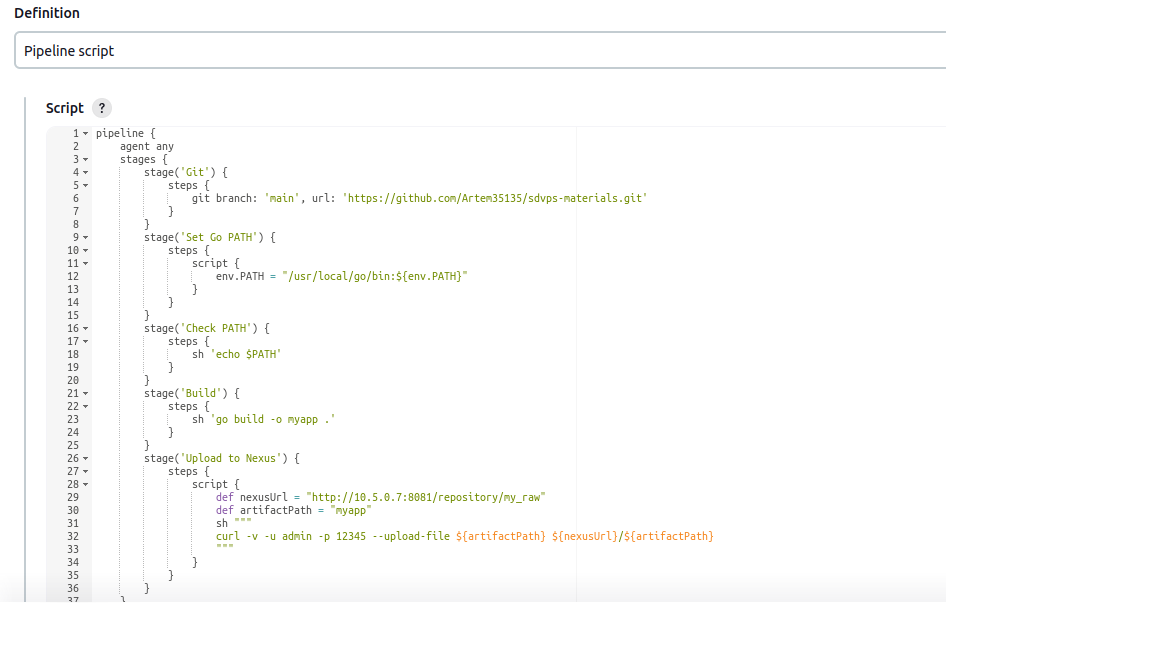 Definition
Pipeline script
Script ?
1 pipeline {
2     agent any
3     stages {
4         stage('Git') {
5             steps {
6                 git branch: 'main', url: 'https://github.com/Artem35135/sdvps-materials.git'
7             }
8         }
9         stage('Set Go PATH') {
10             steps {
11                 script {
12                     env.PATH = "/usr/local/go/bin:${env.PATH}"
13                 }
14             }
15         }
16         stage('Check PATH') {
17             steps {
18                 sh 'echo $PATH'
19             }
20         }
21         stage('Build') {
22             steps {
23                 sh 'go build -o myapp .'
24             }
25         }
26         stage('Upload to Nexus') {
27             steps {
28                 script {
29                     def nexusUrl = "http://10.5.0.7:8081/repository/my_raw"
30                     def artifactPath = "myapp"
31                     sh """
32                     curl -v -u admin -p 12345 --upload-file ${artifactPath} ${nexusUrl}/${artifactPath}
33                     """
34                 }
35             }
36         }
37     }